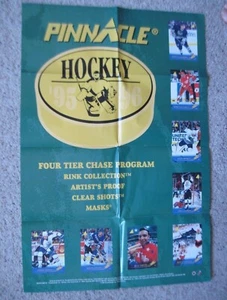 PINNACLE®
HOCKEY
95 96
FOUR TIER CHASE PROGRAM
RINK COLLECTION™
ARTIST'S PROOF
CLEAR SHOTS™
MASKS™